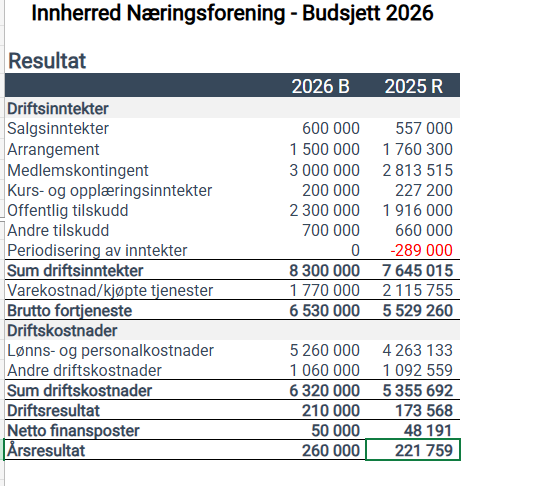 Innherred Næringsforening - Budsjett 2026
Resultat
2026 B 2025 R
Driftsinntekter
Salgsinntekter 600 000 557 000
Arrangement 1 500 000 1 760 300
Medlemskontingent 3 000 000 2 813 515
Kurs- og opplæringsinntekter 200 000 227 200
Offentlig tilskudd 2 300 000 1 916 000
Andre tilskudd 700 000 660 000
Periodisering av inntekter 0 -289 000
Sum driftsinntekter 8 300 000 7 645 015
Varekostnad/kjøpte tjenester 1 770 000 2 115 755
Brutto fortjeneste 6 530 000 5 529 260
Driftskostnader
Lønns- og personalkostnader 5 260 000 4 263 133
Andre driftskostnader 1 060 000 1 092 559
Sum driftskostnader 6 320 000 5 355 692
Driftsresultat 210 000 173 568
Netto finansposter 50 000 48 191
Årsresultat 260 000 221 759